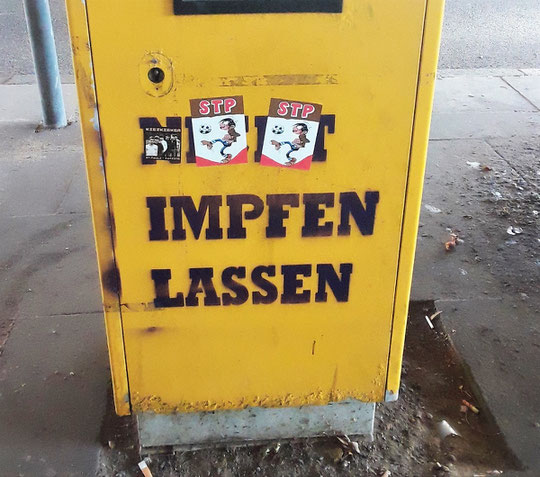 STP STP
N T
IMPFEN
LASSEN